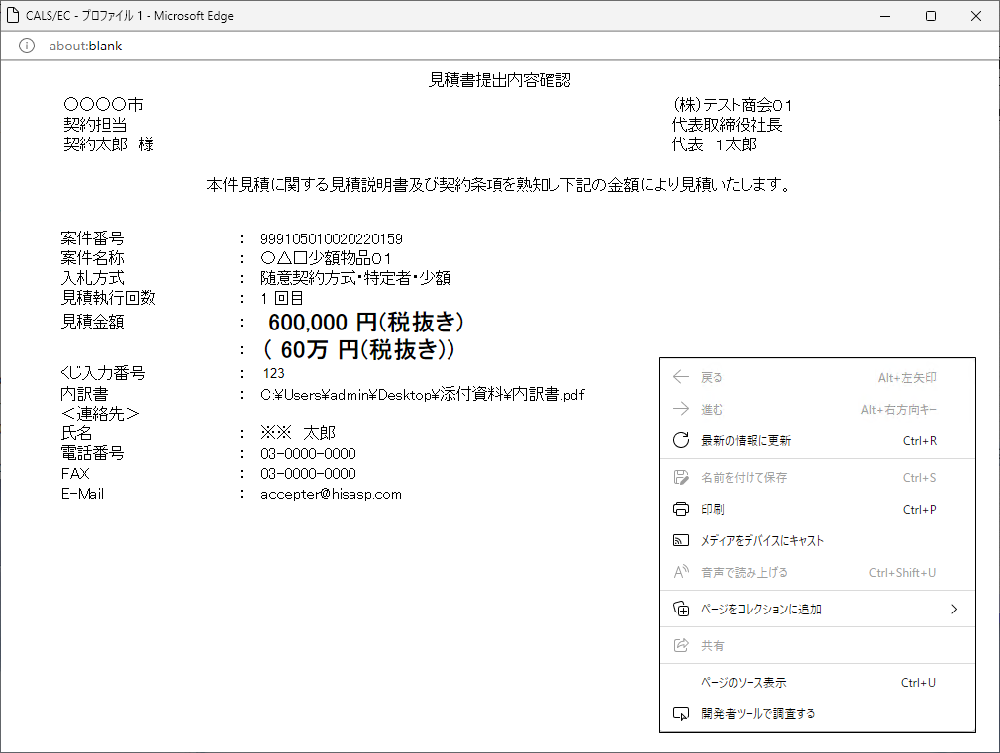 CALS/EC - プロファイル 1 - Microsoft Edge
about:blank
見積書提出内容確認
〇〇〇〇市
契約担当
契約太郎　様
(株)テスト商会01
代表取締役社長
代表　1太郎
本件見積に関する見積説明書及び契約条項を熟知し下記の金額により見積いたします。
案件番号 : 999105010020220159
案件名称 : 〇△□少額物品01
入札方式 : 随意契約方式・特定者・少額
見積執行回数 : 1 回目
見積金額 : 600,000 円(税抜き)
: ( 60万 円(税抜き))
くじ入力番号 : 123
内訳書 : C:¥Users¥admin¥Desktop¥添付資料¥内訳書.pdf
＜連絡先＞
氏名 : ※※　太郎
電話番号 : 03-0000-0000
FAX : 03-0000-0000
E-Mail : accepter@hisasp.com
戻る Alt+左矢印
進む Alt+右方向キー
最新の情報に更新 Ctrl+R
名前を付けて保存 Ctrl+S
印刷 Ctrl+P
メディアをデバイスにキャスト
音声で読み上げる Ctrl+Shift+U
ページをコレクションに追加
共有
ページのソース表示 Ctrl+U
開発者ツールで調査する